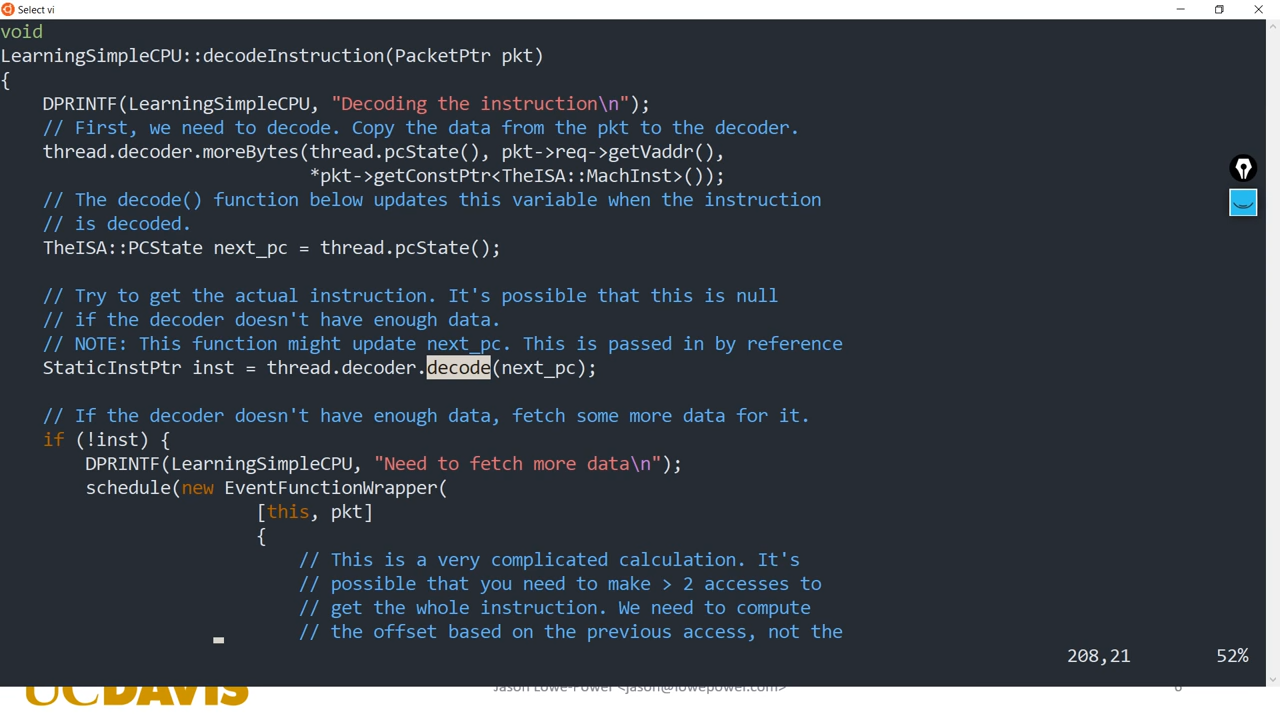 Select vi
void
LearningSimpleCPU::decodeInstruction(PacketPtr pkt)
{
    DPRINTF(LearningSimpleCPU, "Decoding the instruction\n");
    // First, we need to decode. Copy the data from the pkt to the decoder.
    thread.decoder.moreBytes(thread.pcState(), pkt->req->getVaddr(),
                             *pkt->getConstPtr<TheISA::MachInst>());
    // The decode() function below updates this variable when the instruction
    // is decoded.
    TheISA::PCState next_pc = thread.pcState();
    // Try to get the actual instruction. It's possible that this is null
    // if the decoder doesn't have enough data.
    // NOTE: This function might update next_pc. This is passed in by reference
    StaticInstPtr inst = thread.decoder.decode(next_pc);
    // If the decoder doesn't have enough data, fetch some more data for it.
    if (!inst) {
        DPRINTF(LearningSimpleCPU, "Need to fetch more data\n");
        schedule(new EventFunctionWrapper(
                        [this, pkt]
                        {
                            // This is a very complicated calculation. It's
                            // possible that you need to make > 2 accesses to
                            // get the whole instruction. We need to compute
                            // the offset based on the previous access, not the
208,21 52%
UCDAVIS
Jason Lowe-Power <jason@lowepower.com>